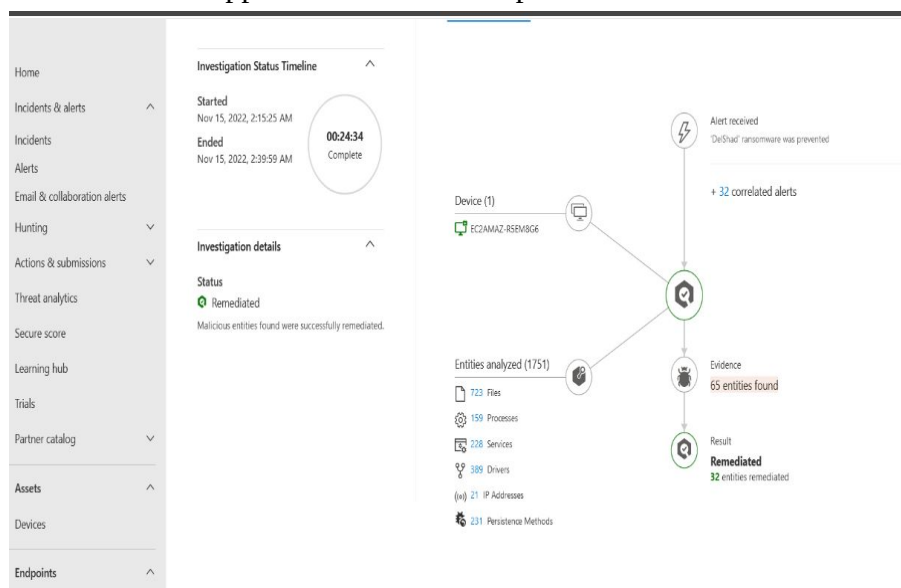 Home
Incidents & alerts
Incidents
Alerts
Email & collaboration alerts
Hunting
Actions & submissions
Threat analytics
Secure score
Learning hub
Trials
Partner catalog
Assets
Devices
Endpoints
Investigation Status Timeline
Started
Nov 15, 2022, 2:15:25 AM
Ended
Nov 15, 2022, 2:39:59 AM
00:24:34
Complete
Investigation details
Status
Remediated
Malicious entities found were successfully remediated.
Alert received
'DelShad' ransomware was prevented
+ 32 correlated alerts
Device (1)
EC2AMAZ-R5EM8G6
Entities analyzed (1751)
723 Files
159 Processes
228 Services
389 Drivers
21 IP Addresses
231 Persistence Methods
Evidence
65 entities found
Result
Remediated
32 entities remediated